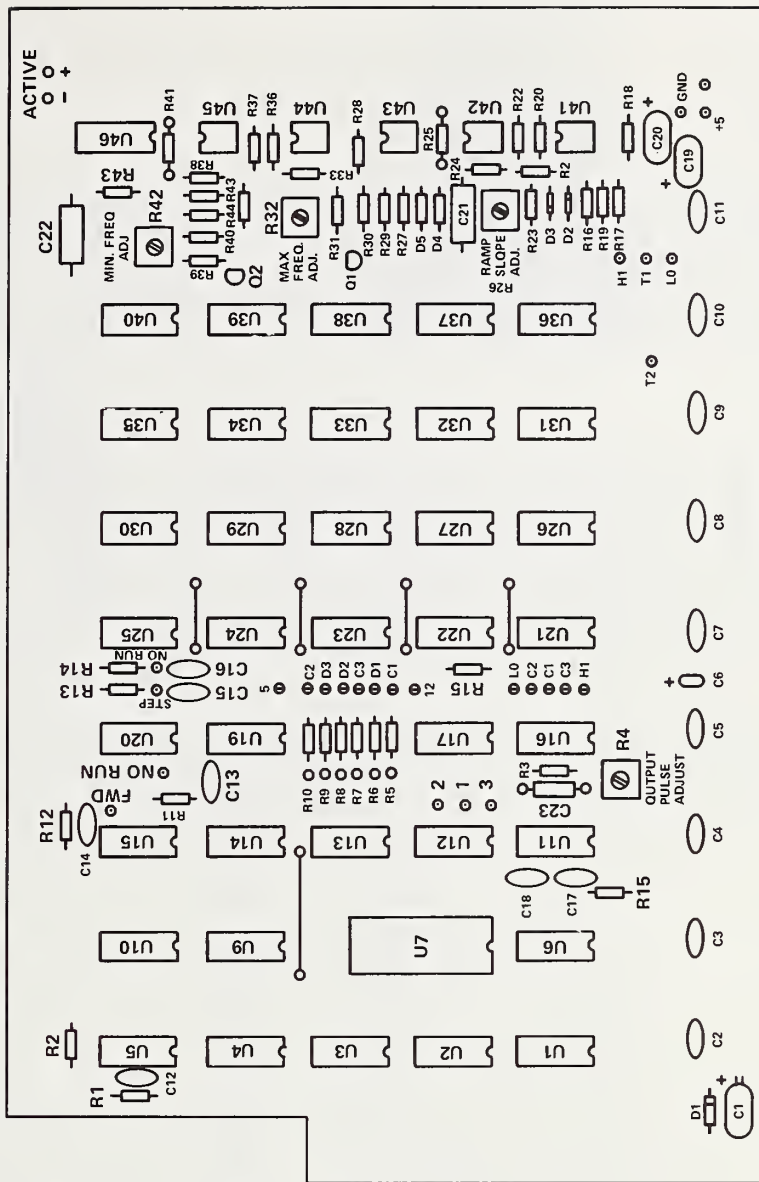 ACTIVE
− +
U46
R41
U45
R37
R36
U44
R28
U43
R25
U42
R22
R20
U41
R18
+
C20
GND
+5
+
C19
R43
R38
R33
R24
R2
C22
MIN. FREQ
ADJ
R42
R43
R44
R40
R39
Q2
R32
MAX
FREQ.
ADJ.
R31
R30
R29
R27
D5
D4
Q1
C21
RAMP
SLOPE
ADJ.
R26
R23
D3
D2
R16
R19
R17
H1
T1
L0
C11
U40
U39
U38
U37
U36
C10
T2
U35
U34
U33
U32
U31
C9
U30
U29
U28
U27
U26
C8
U25
U24
U23
U22
U21
C7
R14
NO RUN
C16
R13
STEP
C15
5
C2
D3
D2
C3
D1
C1
12
R15
L0
C2
C1
C3
H1
+
C6
U20
U19
U17
U16
C5
NO RUN
FWD
R11
C13
R10
R9
R8
R7
R6
R5
2
1
3
R3
C23
R4
OUTPUT
PULSE
ADJUST
R12
C14
U15
U14
U13
U12
U11
C4
C18
C17
R15
U10
U9
U7
U6
C3
R2
U5
U4
U3
U2
U1
C2
R1
C12
D1
+
C1